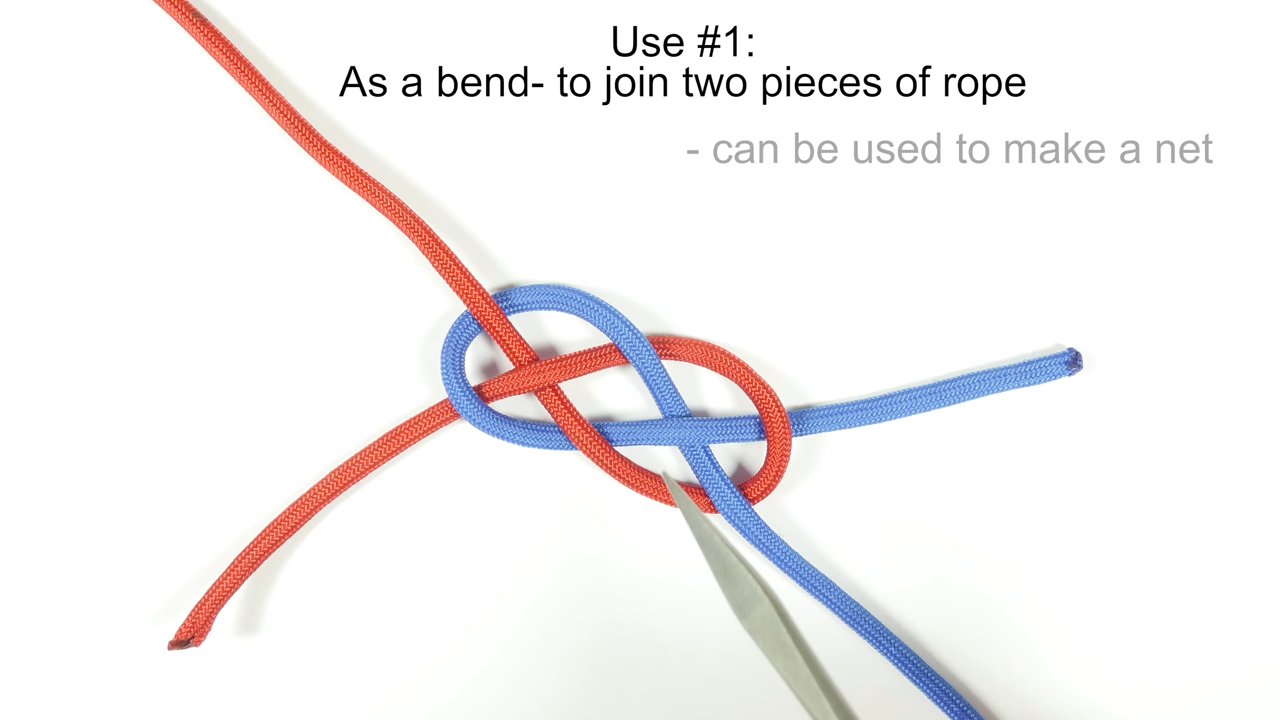 Use #1:
As a bend- to join two pieces of rope
- can be used to make a net